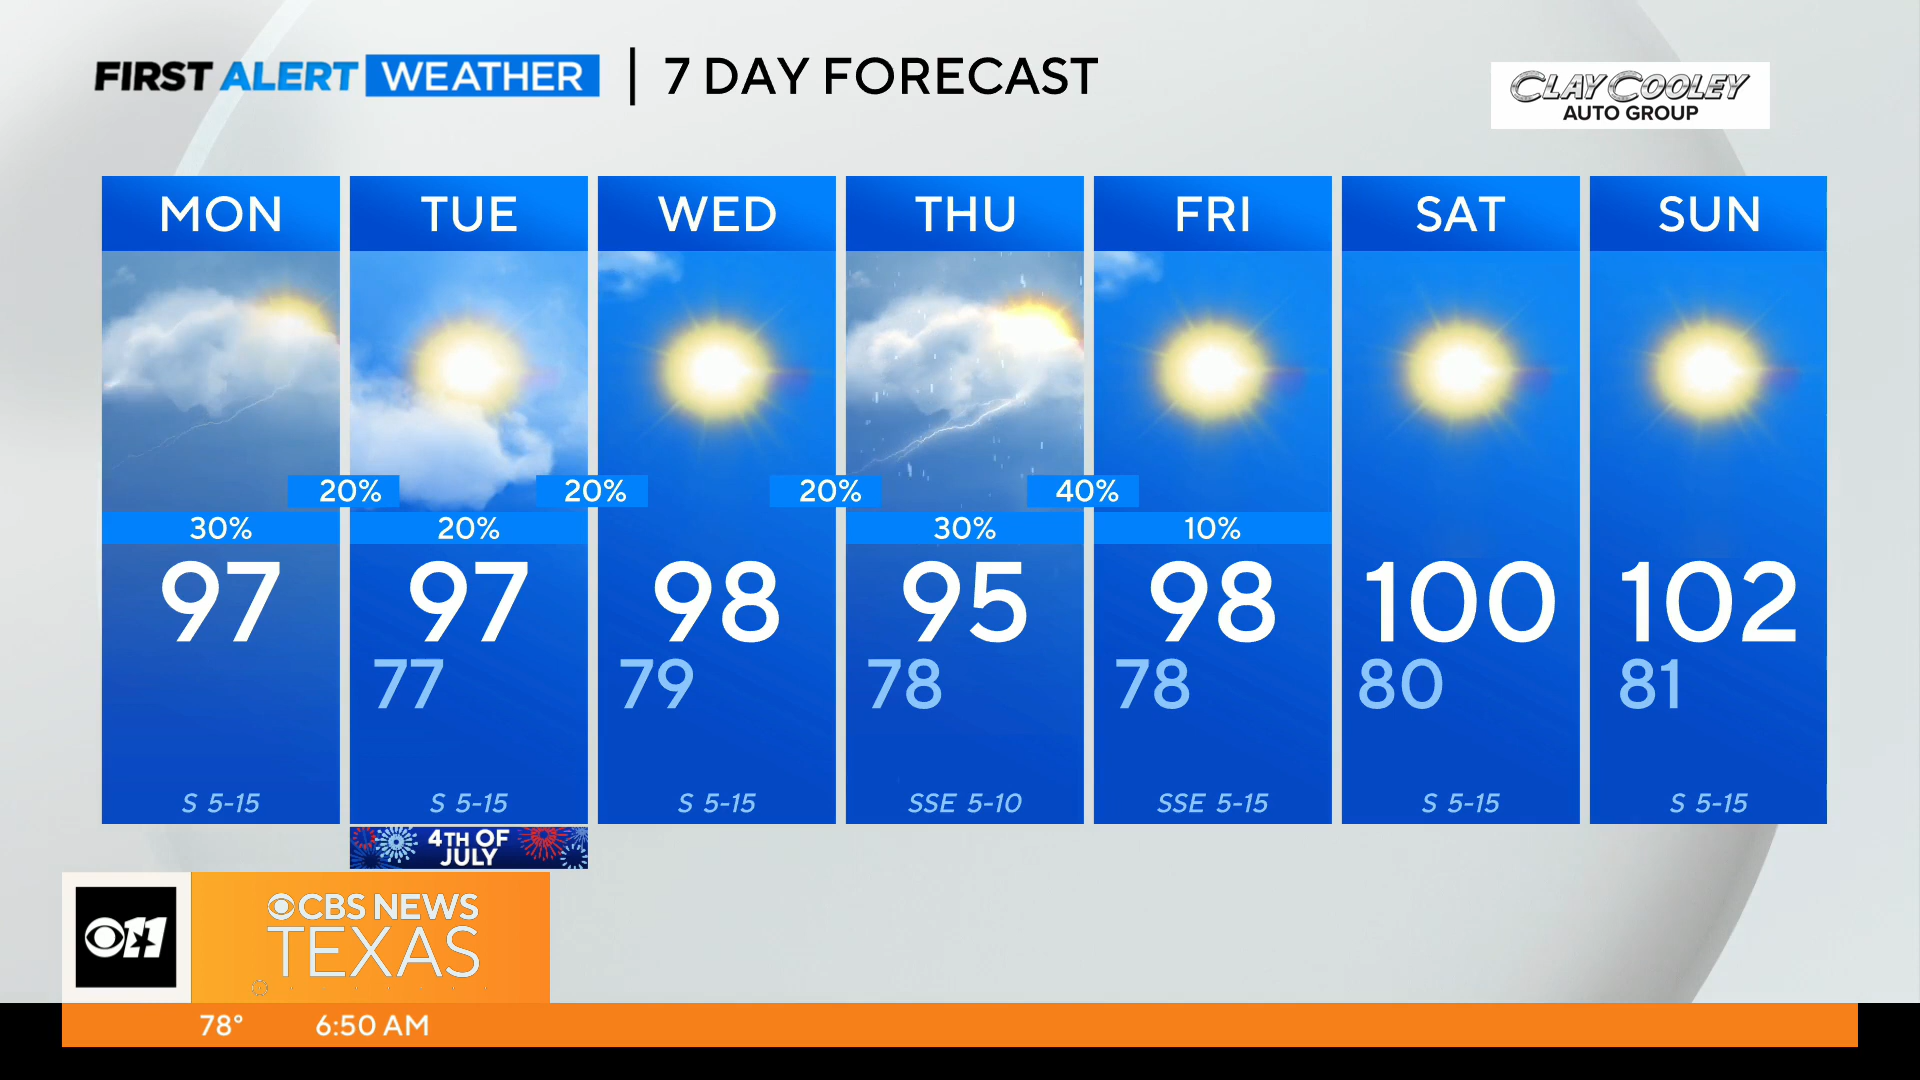 FIRST ALERT WEATHER | 7 DAY FORECAST
CLAY COOLEY
AUTO GROUP
MON TUE WED THU FRI SAT SUN
20% 20% 20% 40%
30% 20% 30% 10%
97 97 98 95 98 100 102
77 79 78 78 80 81
S 5-15 S 5-15 S 5-15 SSE 5-10 SSE 5-15 S 5-15 S 5-15
4TH OF
JULY
11
CBS NEWS
TEXAS
78° 6:50 AM